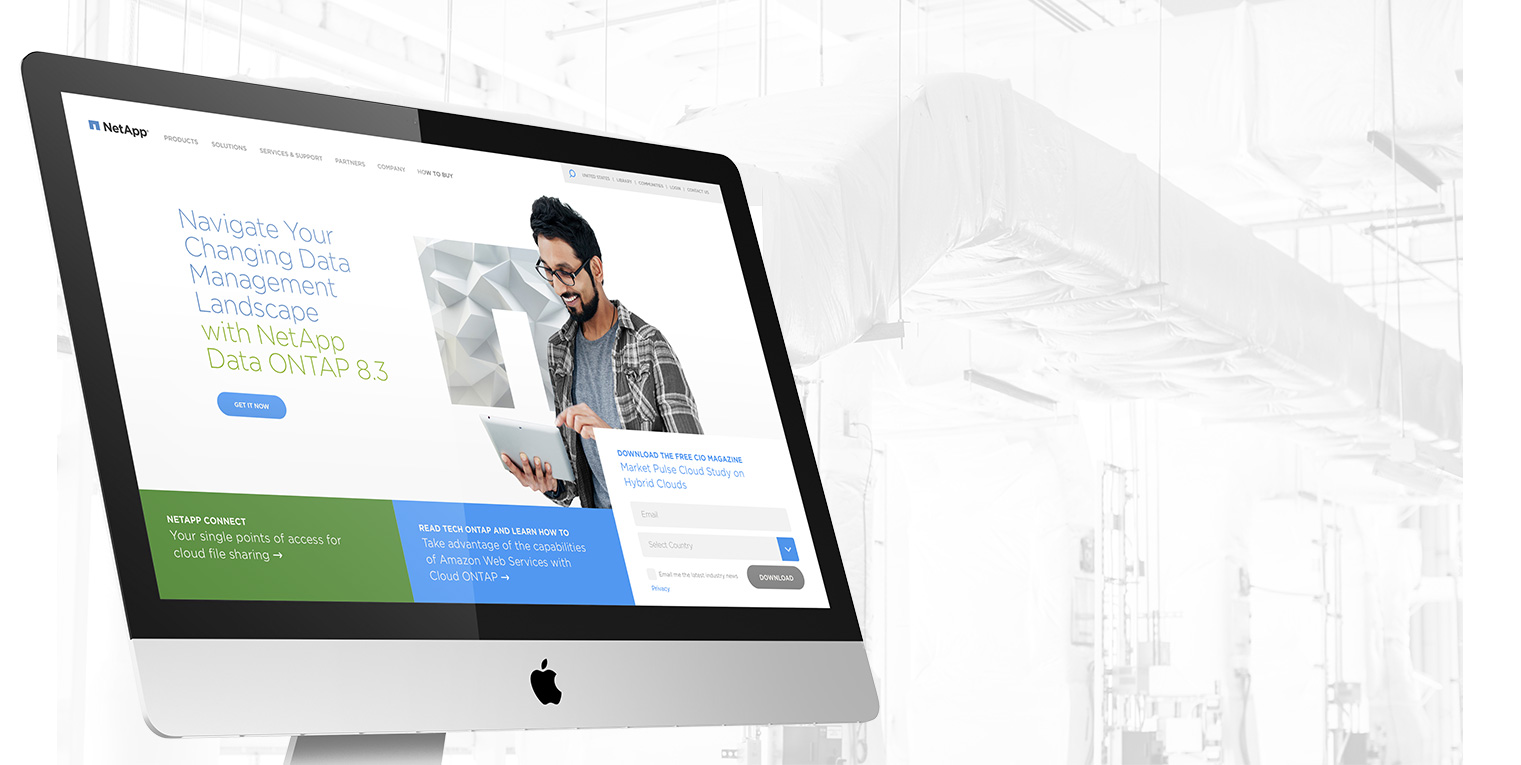 NetApp
PRODUCTS SOLUTIONS SERVICES & SUPPORT PARTNERS COMPANY HOW TO BUY
UNITED STATES | LIBRARY | COMMUNITIES | LOGIN | CONTACT US
Navigate Your
Changing Data
Management
Landscape
with NetApp
Data ONTAP 8.3
GET IT NOW
DOWNLOAD THE FREE CIO MAGAZINE
Market Pulse Cloud Study on
Hybrid Clouds
Email
Select Country
Email me the latest industry news
DOWNLOAD
Privacy
NETAPP CONNECT
Your single points of access for
cloud file sharing →
READ TECH ONTAP AND LEARN HOW TO
Take advantage of the capabilities
of Amazon Web Services with
Cloud ONTAP →